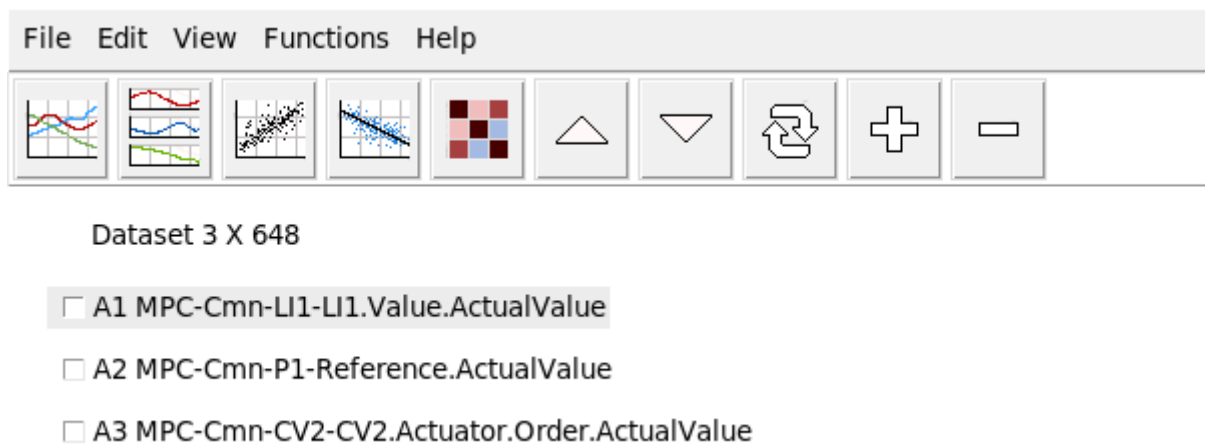 File Edit View Functions Help
Dataset 3 X 648
A1 MPC-Cmn-LI1-LI1.Value.ActualValue
A2 MPC-Cmn-P1-Reference.ActualValue
A3 MPC-Cmn-CV2-CV2.Actuator.Order.ActualValue